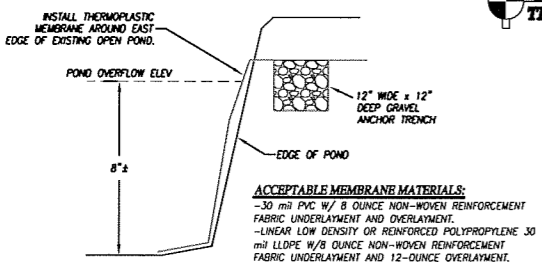 INSTALL THERMOPLASTIC
MEMBRANE AROUND EAST
EDGE OF EXISTING OPEN POND.
POND OVERFLOW ELEV
12" WIDE x 12"
DEEP GRAVEL
ANCHOR TRENCH
EDGE OF POND
8"±
ACCEPTABLE MEMBRANE MATERIALS:
-30 mil PVC W/ 8 OUNCE NON-WOVEN REINFORCEMENT
FABRIC UNDERLAYMENT AND OVERLAYMENT.
-LINEAR LOW DENSITY OR REINFORCED POLYPROPYLENE 30
mil LLDPE W/8 OUNCE NON-WOVEN REINFORCEMENT
FABRIC UNDERLAYMENT AND 12-OUNCE OVERLAYMENT.